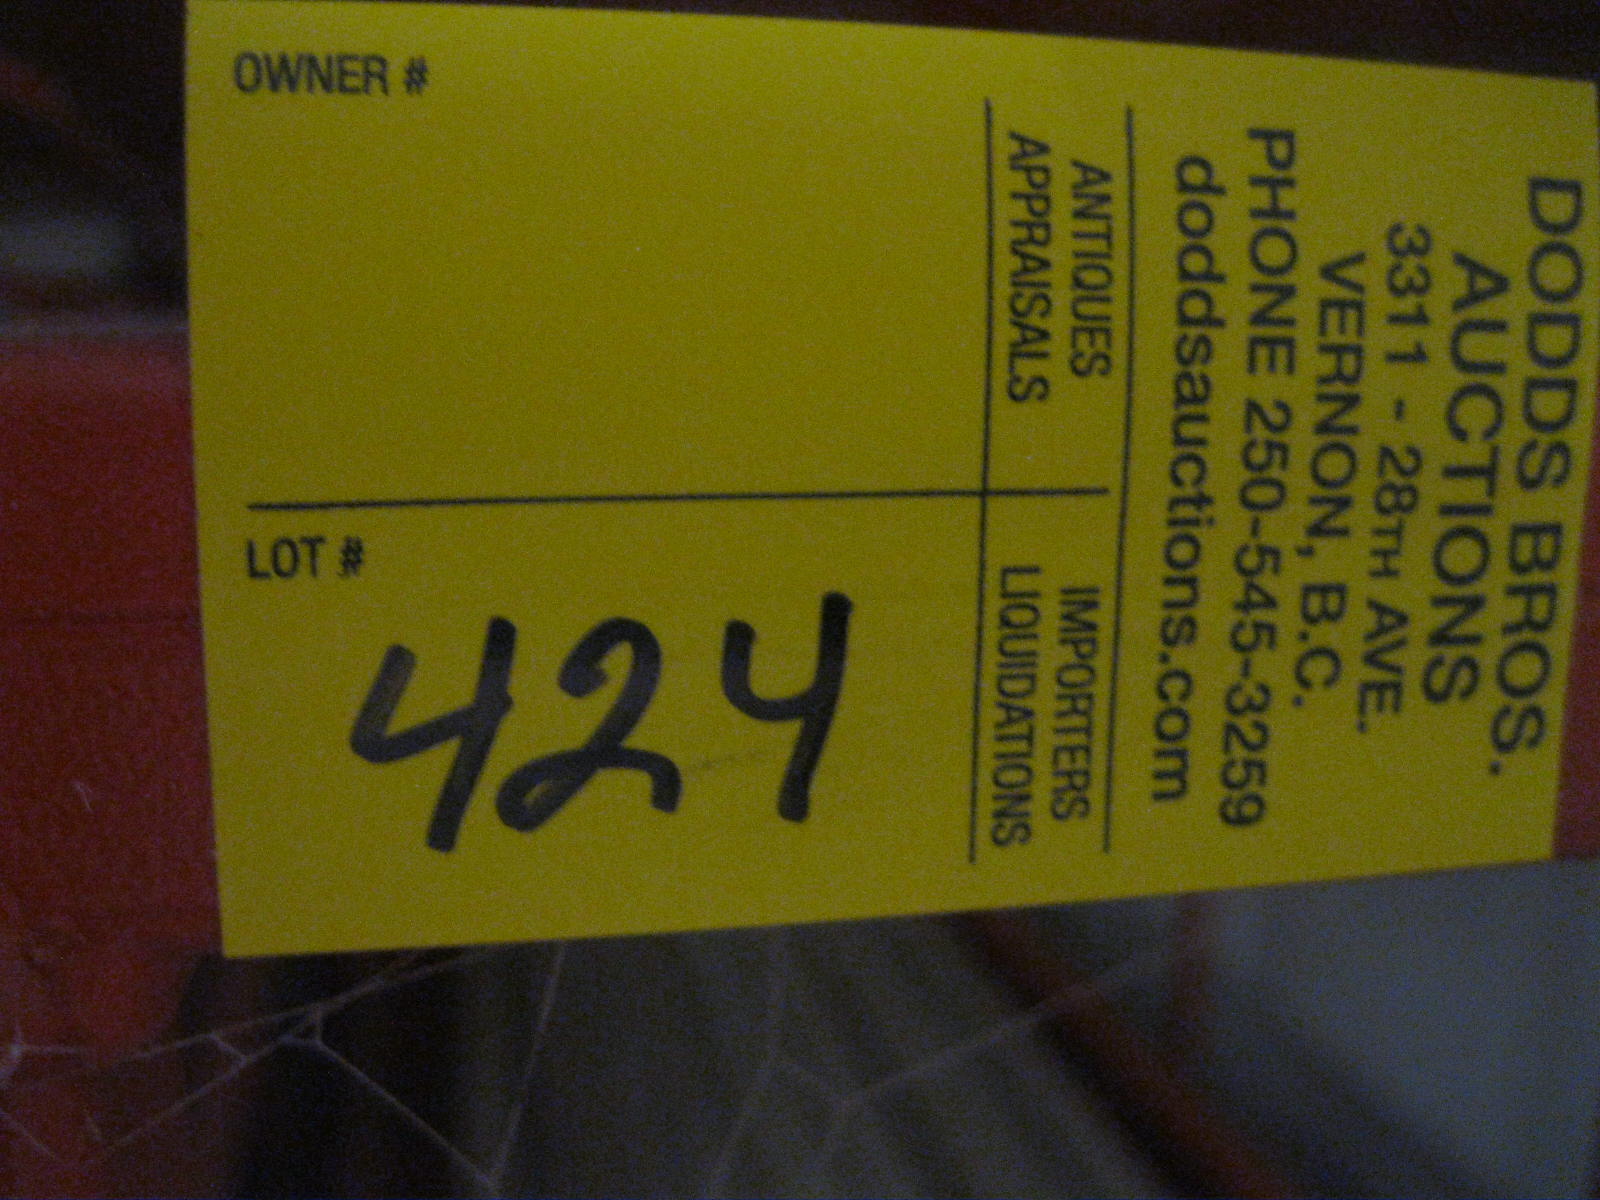 DODDS BROS.
AUCTIONS
3311 - 28TH AVE.
VERNON, B.C.
PHONE 250-545-3259
doddsauctions.com
ANTIQUES
APPRAISALS
IMPORTERS
LIQUIDATIONS
OWNER #
LOT #
424